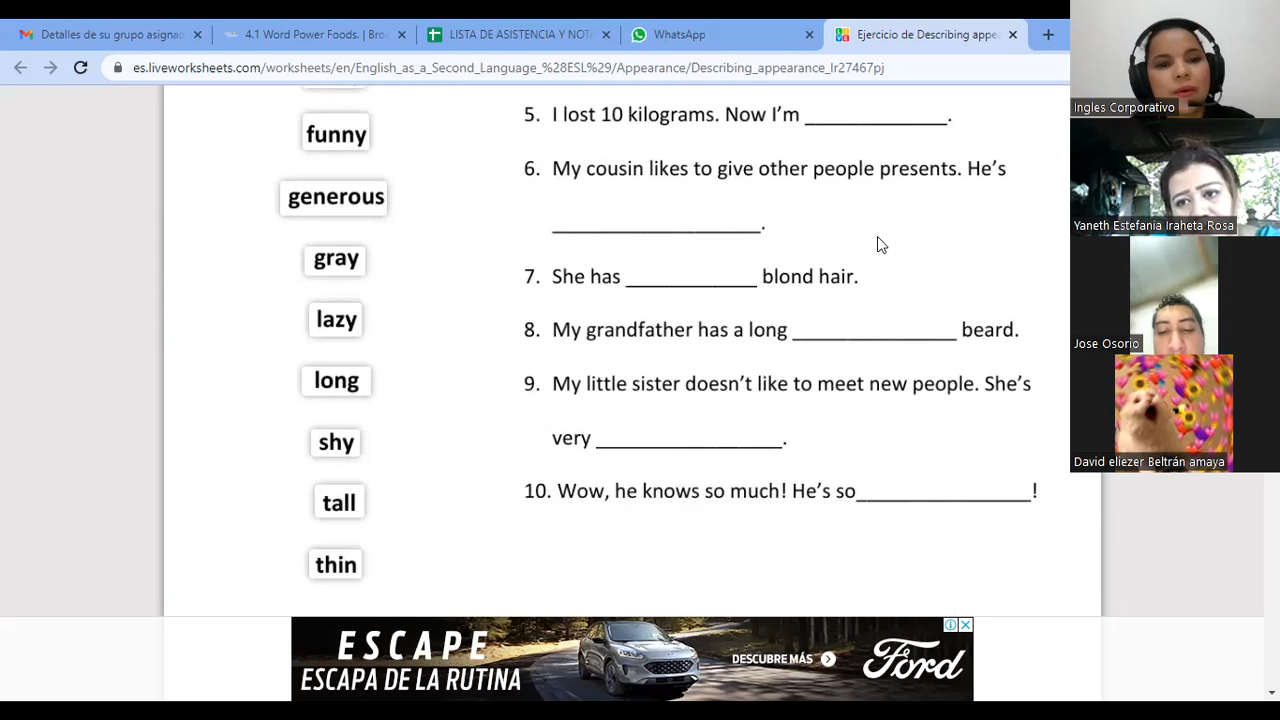 Detalles de su grupo asigna
4.1 Word Power Foods. | Bro
LISTA DE ASISTENCIA Y NOT
WhatsApp
Ejercicio de Describing appe
es.liveworksheets.com/worksheets/en/English_as_a_Second_Language_%28ESL%29/Appearance/Describing_appearance_lr27467pj
funny
generous
gray
lazy
long
shy
tall
thin
5. I lost 10 kilograms. Now I'm _____________.
6. My cousin likes to give other people presents. He's
___________________.
7. She has ____________ blond hair.
8. My grandfather has a long _______________ beard.
9. My little sister doesn't like to meet new people. She's
very _________________.
10. Wow, he knows so much! He's so________________!
ESCAPE
ESCAPA DE LA RUTINA
DESCUBRE MÁS
Ford
Ingles Corporativo
Yaneth Estefania Iraheta Rosa
Jose Osorio
David eliezer Beltrán amaya